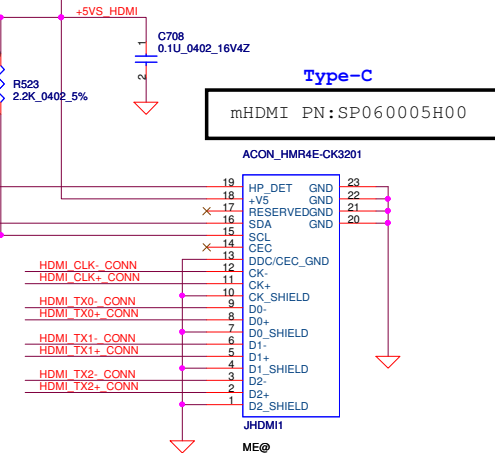 +5VS_HDMI
C708
0.1U_0402_16V4Z
1
2
R523
2.2K_0402_5%
Type-C
mHDMI PN:SP060005H00
ACON_HMR4E-CK3201
19 HP_DET GND 23
18 +V5 GND 22
17 RESERVED GND 21
16 SDA GND 20
15 SCL
14 CEC
13 DDC/CEC_GND
HDMI_CLK-_CONN 12 CK-
HDMI_CLK+_CONN 11 CK+
10 CK_SHIELD
HDMI_TX0-_CONN 9 D0-
HDMI_TX0+_CONN 8 D0+
7 D0_SHIELD
HDMI_TX1-_CONN 6 D1-
HDMI_TX1+_CONN 5 D1+
4 D1_SHIELD
HDMI_TX2-_CONN 3 D2-
HDMI_TX2+_CONN 2 D2+
1 D2_SHIELD
JHDMI1
ME@